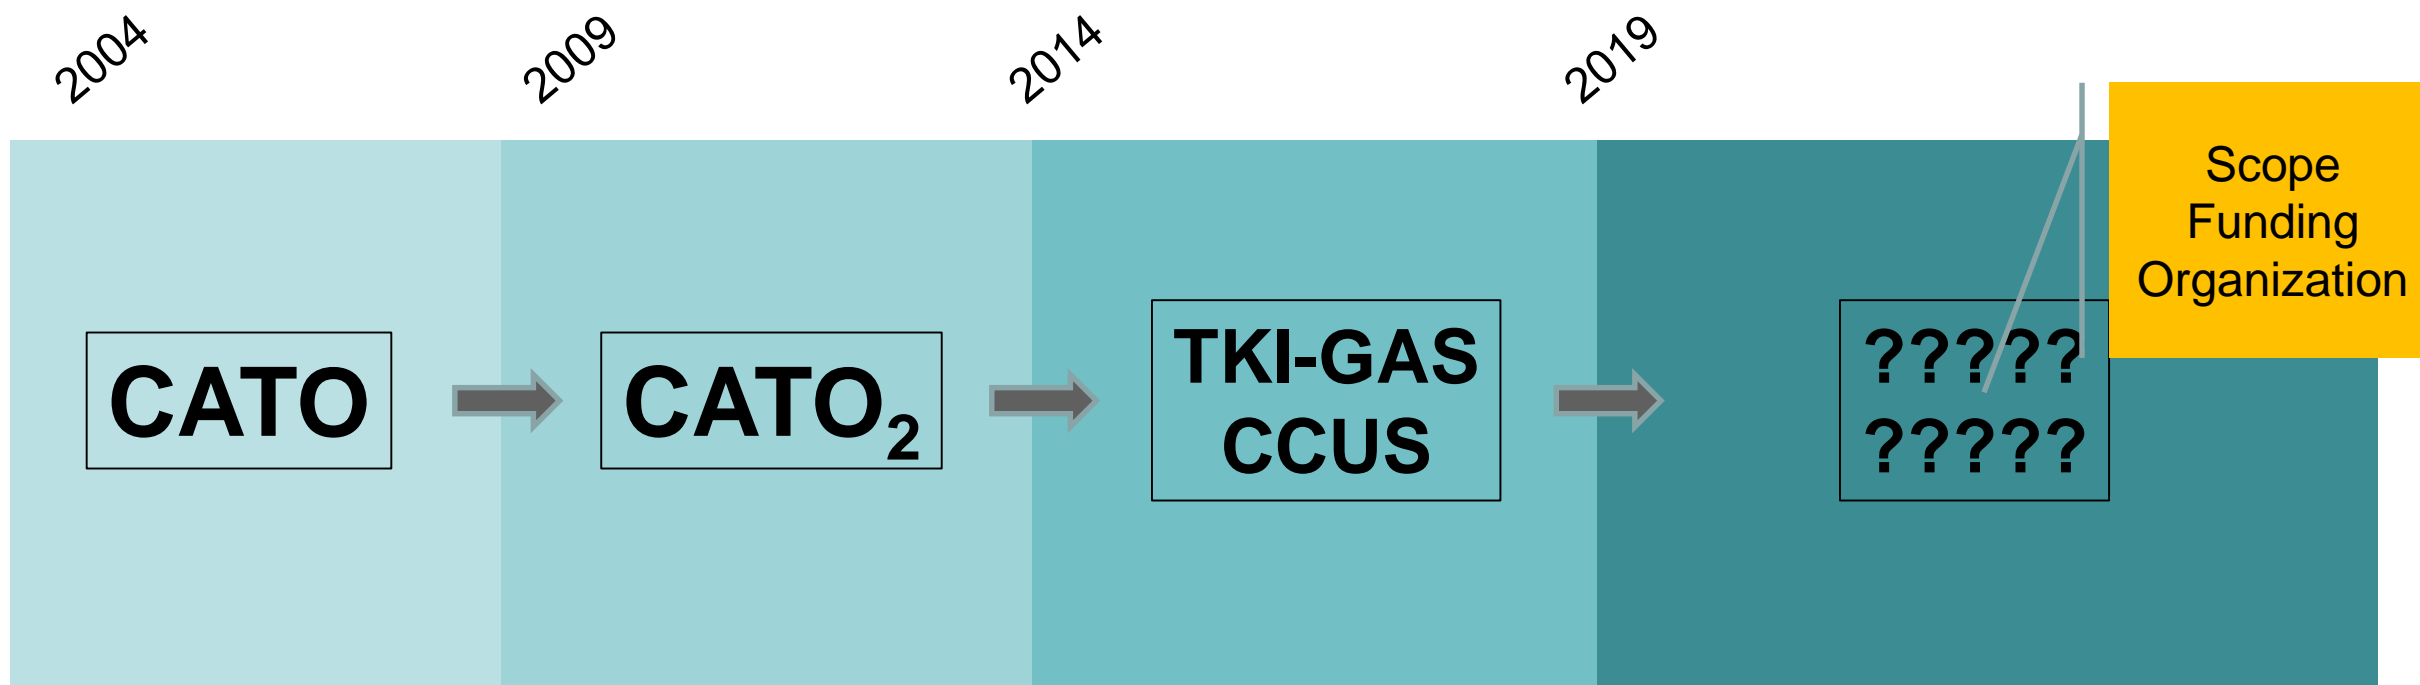 2004
2009
2014
2019
Scope
Funding
Organization
CATO
CATO₂
TKI-GAS
CCUS
?????
?????